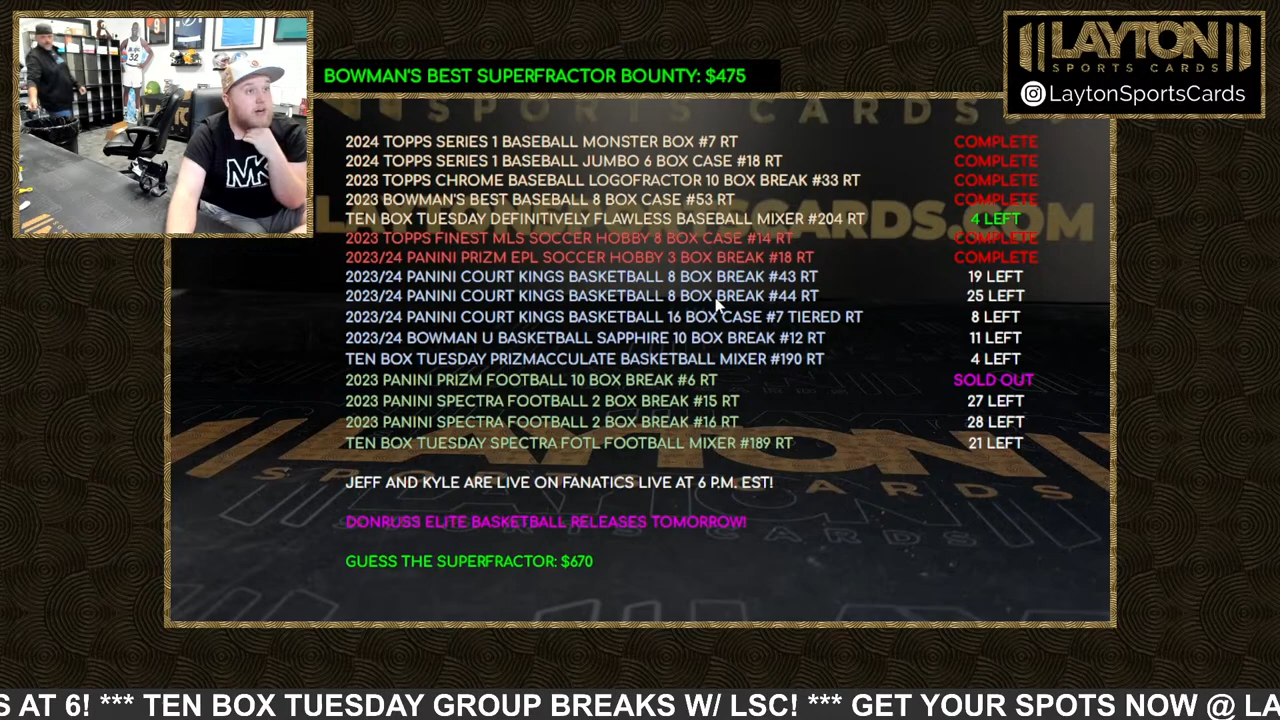 BOWMAN'S BEST SUPERFRACTOR BOUNTY: $475
LAYTON
SPORTS CARDS
LaytonSportsCards
32
MK
SPORTS CARDS
2024 TOPPS SERIES 1 BASEBALL MONSTER BOX #7 RT COMPLETE
2024 TOPPS SERIES 1 BASEBALL JUMBO 6 BOX CASE #18 RT COMPLETE
2023 TOPPS CHROME BASEBALL LOGOFRACTOR 10 BOX BREAK #33 RT COMPLETE
2023 BOWMAN'S BEST BASEBALL 8 BOX CASE #53 RT COMPLETE
TEN BOX TUESDAY DEFINITIVELY FLAWLESS BASEBALL MIXER #204 RT 4 LEFT
2023 TOPPS FINEST MLS SOCCER HOBBY 8 BOX CASE #14 RT COMPLETE
2023/24 PANINI PRIZM EPL SOCCER HOBBY 3 BOX BREAK #18 RT COMPLETE
2023/24 PANINI COURT KINGS BASKETBALL 8 BOX BREAK #43 RT 19 LEFT
2023/24 PANINI COURT KINGS BASKETBALL 8 BOX BREAK #44 RT 25 LEFT
2023/24 PANINI COURT KINGS BASKETBALL 16 BOX CASE #7 TIERED RT 8 LEFT
2023/24 BOWMAN U BASKETBALL SAPPHIRE 10 BOX BREAK #12 RT 11 LEFT
TEN BOX TUESDAY PRIZMACCULATE BASKETBALL MIXER #190 RT 4 LEFT
2023 PANINI PRIZM FOOTBALL 10 BOX BREAK #6 RT SOLD OUT
2023 PANINI SPECTRA FOOTBALL 2 BOX BREAK #15 RT 27 LEFT
2023 PANINI SPECTRA FOOTBALL 2 BOX BREAK #16 RT 28 LEFT
TEN BOX TUESDAY SPECTRA FOTL FOOTBALL MIXER #189 RT 21 LEFT
JEFF AND KYLE ARE LIVE ON FANATICS LIVE AT 6 P.M. EST!
DONRUSS ELITE BASKETBALL RELEASES TOMORROW!
GUESS THE SUPERFRACTOR: $670
S AT 6! *** TEN BOX TUESDAY GROUP BREAKS W/ LSC! *** GET YOUR SPOTS NOW @ LA